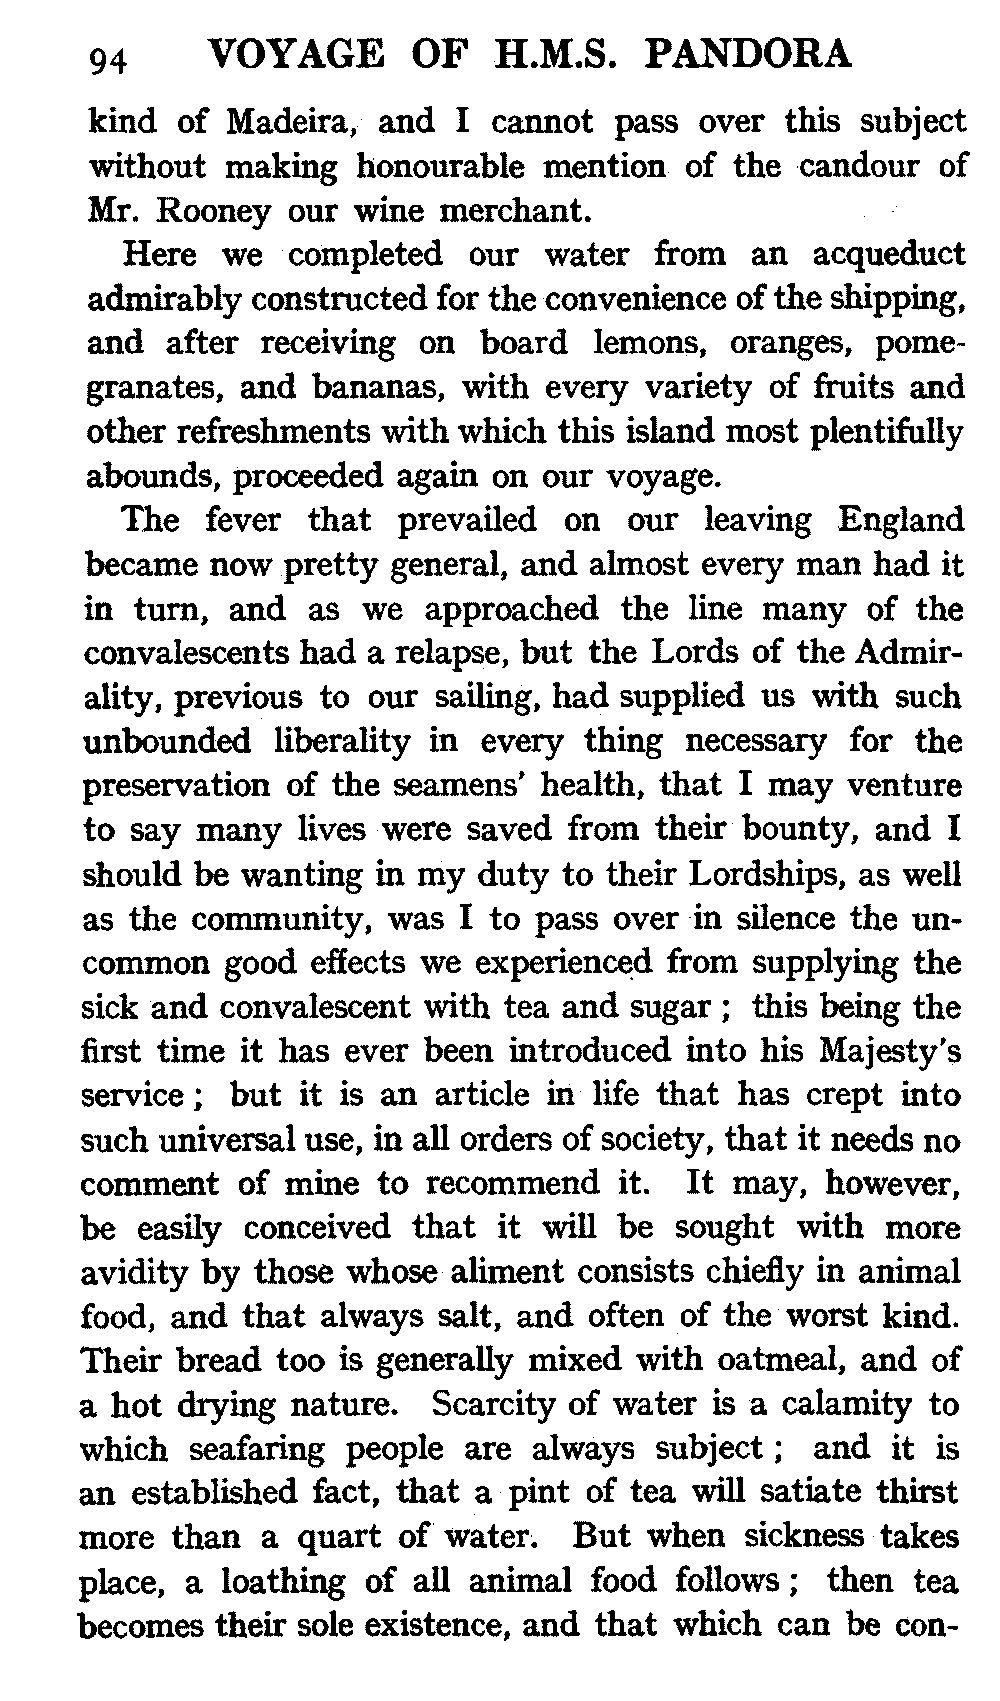 94 VOYAGE OF H.M.S. PANDORA
kind of Madeira, and I cannot pass over this subject
without making honourable mention of the candour of
Mr. Rooney our wine merchant.
Here we completed our water from an acqueduct
admirably constructed for the convenience of the shipping,
and after receiving on board lemons, oranges, pome-
granates, and bananas, with every variety of fruits and
other refreshments with which this island most plentifully
abounds, proceeded again on our voyage.
The fever that prevailed on our leaving England
became now pretty general, and almost every man had it
in turn, and as we approached the line many of the
convalescents had a relapse, but the Lords of the Admir-
ality, previous to our sailing, had supplied us with such
unbounded liberality in every thing necessary for the
preservation of the seamens' health, that I may venture
to say many lives were saved from their bounty, and I
should be wanting in my duty to their Lordships, as well
as the community, was I to pass over in silence the un-
common good effects we experienced from supplying the
sick and convalescent with tea and sugar ; this being the
first time it has ever been introduced into his Majesty's
service ; but it is an article in life that has crept into
such universal use, in all orders of society, that it needs no
comment of mine to recommend it. It may, however,
be easily conceived that it will be sought with more
avidity by those whose aliment consists chiefly in animal
food, and that always salt, and often of the worst kind.
Their bread too is generally mixed with oatmeal, and of
a hot drying nature. Scarcity of water is a calamity to
which seafaring people are always subject ; and it is
an established fact, that a pint of tea will satiate thirst
more than a quart of water. But when sickness takes
place, a loathing of all animal food follows ; then tea
becomes their sole existence, and that which can be con-